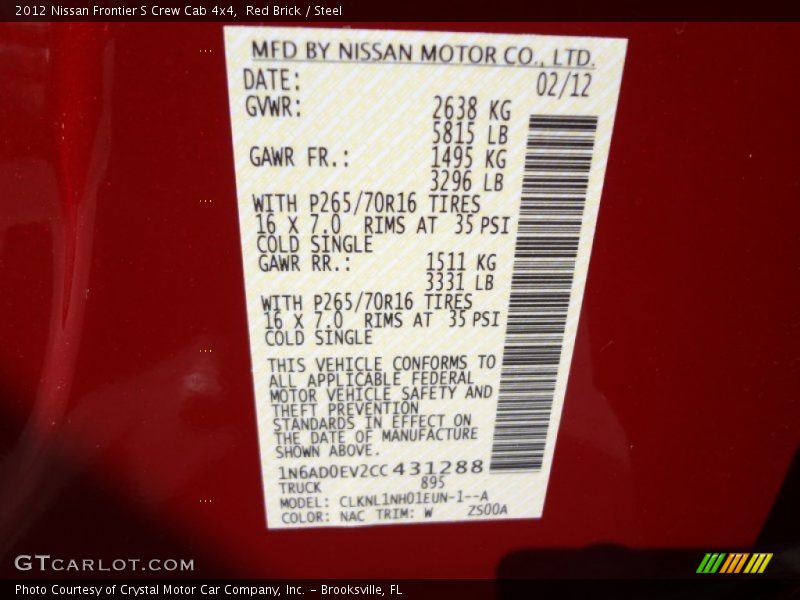 2012 Nissan Frontier S Crew Cab 4x4,  Red Brick / Steel
MFD BY NISSAN MOTOR CO., LTD.
DATE: 02/12
GVWR: 2638 KG
5815 LB
GAWR FR.: 1495 KG
3296 LB
WITH P265/70R16 TIRES
16 X 7.0 RIMS AT 35 PSI
COLD SINGLE
GAWR RR.: 1511 KG
3331 LB
WITH P265/70R16 TIRES
16 X 7.0 RIMS AT 35 PSI
COLD SINGLE
THIS VEHICLE CONFORMS TO
ALL APPLICABLE FEDERAL
MOTOR VEHICLE SAFETY AND
THEFT PREVENTION
STANDARDS IN EFFECT ON
THE DATE OF MANUFACTURE
SHOWN ABOVE.
1N6AD0EV2CC431288
TRUCK 895
MODEL: CLKNL1NH01EUN-1--A
COLOR: NAC TRIM: W ZS00A
GTCARLOT.COM
Photo Courtesy of Crystal Motor Car Company, Inc. - Brooksville, FL